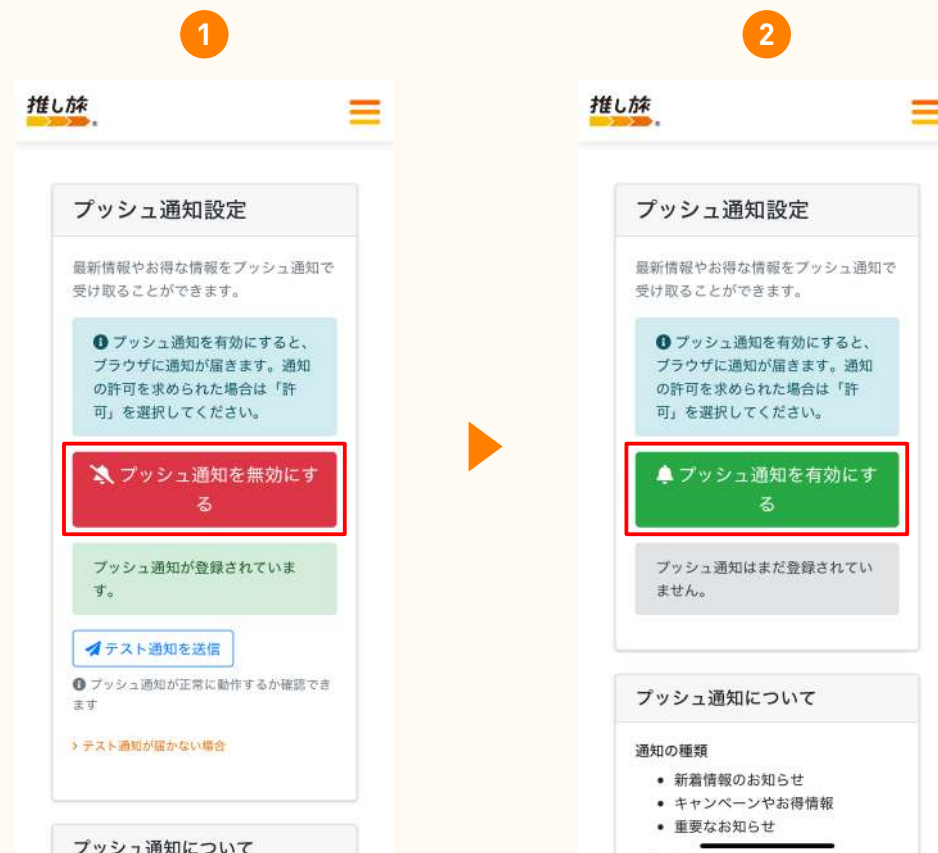 1
推し旅
プッシュ通知設定
最新情報やお得な情報をプッシュ通知で
受け取ることができます。
プッシュ通知を有効にすると、
ブラウザに通知が届きます。通知
の許可を求められた場合は「許
可」を選択してください。
プッシュ通知を無効にす
る
プッシュ通知が登録されていま
す。
テスト通知を送信
プッシュ通知が正常に動作するか確認でき
ます
> テスト通知が届かない場合
プッシュ通知について
2
推し旅
プッシュ通知設定
最新情報やお得な情報をプッシュ通知で
受け取ることができます。
プッシュ通知を有効にすると、
ブラウザに通知が届きます。通知
の許可を求められた場合は「許
可」を選択してください。
プッシュ通知を有効にす
る
プッシュ通知はまだ登録されてい
ません。
プッシュ通知について
通知の種類
• 新着情報のお知らせ
• キャンペーンやお得情報
• 重要なお知らせ